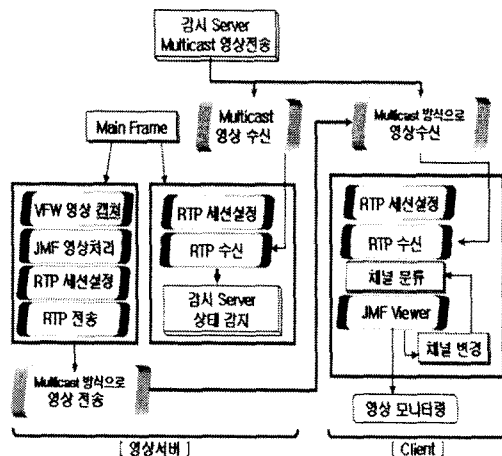 감시 Server
Multicast 영상전송
Multicast
영상 수신
Multicast 방식으로
영상수신
Main Frame
VFW 영상 캡쳐
JMF 영상처리
RTP 세션설정
RTP 전송
RTP 세션설정
RTP 수신
감시 Server
상태 감지
RTP 세션설정
RTP 수신
채널 분류
JMF Viewer
채널 변경
Multicast 방식으로
영상 전송
영상 모니터링
[ 영상서버 ]
[ Client ]